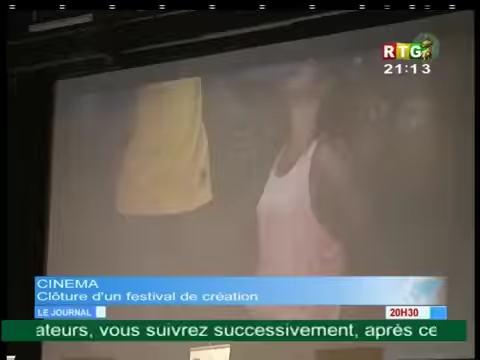 RTG
21:13
CINEMA
Clôture d'un festival de création
LE JOURNAL
20H30
ateurs, vous suivrez successivement, après ce